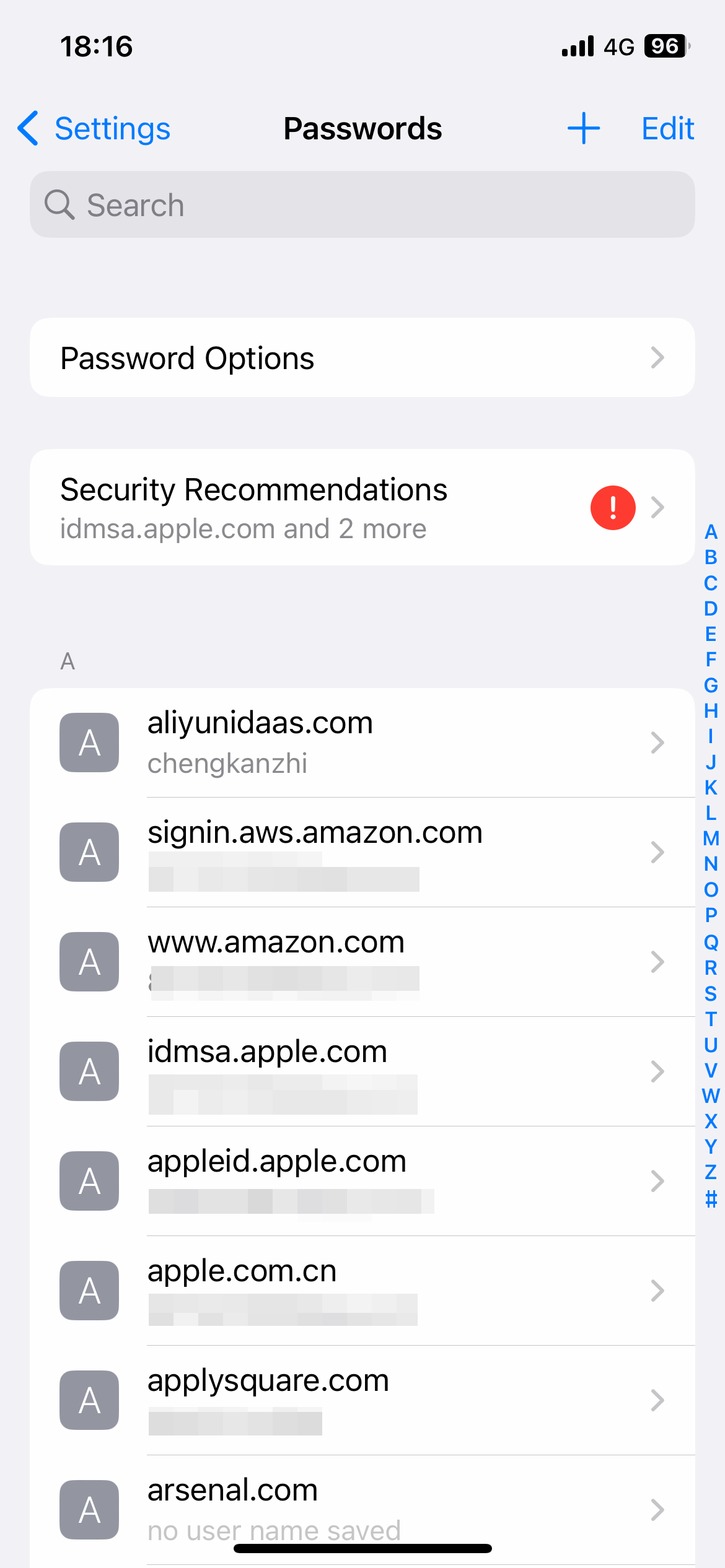 18:16
4G 96
Settings Passwords + Edit
Search
Password Options
Security Recommendations
idmsa.apple.com and 2 more
!
A
A
aliyunidaas.com
chengkanzhi
A
signin.aws.amazon.com
A
www.amazon.com
A
idmsa.apple.com
A
appleid.apple.com
A
apple.com.cn
A
applysquare.com
A
arsenal.com
no user name saved
A
B
C
D
E
F
G
H
I
J
K
L
M
N
O
P
Q
R
S
T
U
V
W
X
Y
Z
#